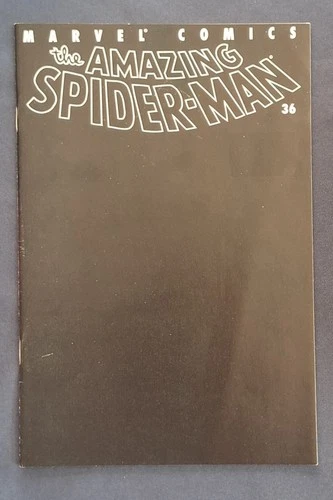 MARVEL® COMICS
the AMAZING
SPIDER-MAN®
36